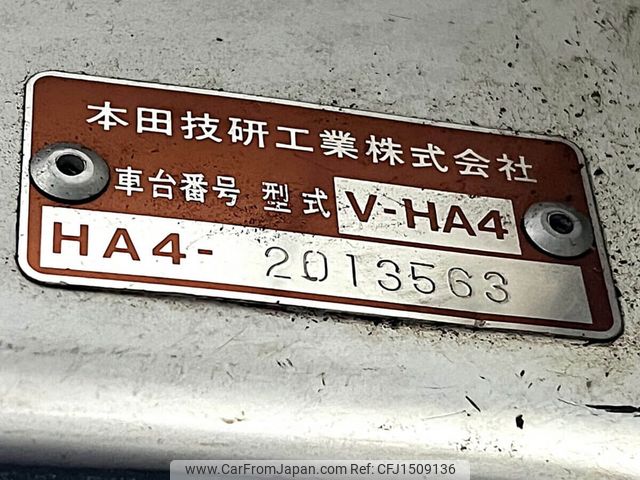 本田技研工業株式会社
車台番号 型式 V-HA4
HA4- 2013563
www.CarFromJapan.com for CFJ1509136